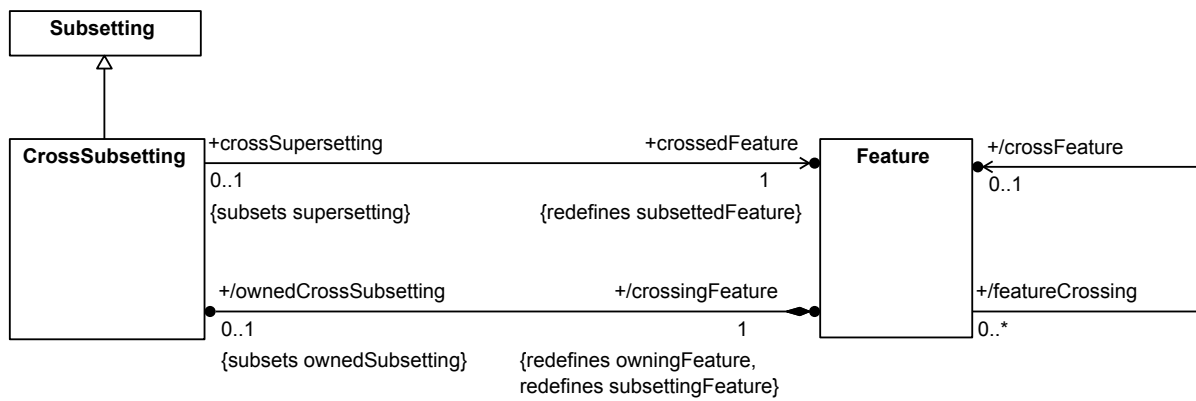 Subsetting
CrossSubsetting
+crossSupersetting
+crossedFeature
Feature
+/crossFeature
0..1
1
0..1
{subsets supersetting}
{redefines subsettedFeature}
+/ownedCrossSubsetting
+/crossingFeature
+/featureCrossing
0..1
1
0..*
{subsets ownedSubsetting}
{redefines owningFeature,
redefines subsettingFeature}